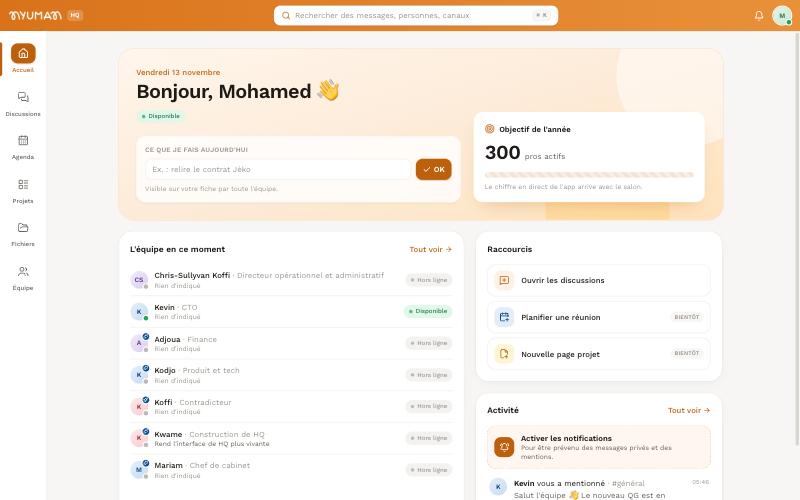 NYUMAN HQ
Rechercher des messages, personnes, canaux
⌘ K
M
Accueil
Discussions
Agenda
Projets
Fichiers
Équipe
Vendredi 13 novembre
Bonjour, Mohamed 👋
Disponible
CE QUE JE FAIS AUJOURD'HUI
Ex. : relire le contrat Jèko
OK
Visible sur votre fiche par toute l'équipe.
Objectif de l'année
300 pros actifs
Le chiffre en direct de l'app arrive avec le salon.
L'équipe en ce moment
Tout voir →
CS
Chris-Sullyvan Koffi · Directeur opérationnel et administratif
Rien d'indiqué
Hors ligne
K
Kevin · CTO
Rien d'indiqué
Disponible
A
Adjoua · Finance
Rien d'indiqué
Hors ligne
K
Kodjo · Produit et tech
Rien d'indiqué
Hors ligne
K
Koffi · Contradicteur
Rien d'indiqué
Hors ligne
K
Kwame · Construction de HQ
Rend l'interface de HQ plus vivante
Hors ligne
M
Mariam · Chef de cabinet
Rien d'indiqué
Hors ligne
Raccourcis
Ouvrir les discussions
Planifier une réunion
BIENTÔT
Nouvelle page projet
BIENTÔT
Activité
Tout voir →
Activer les notifications
Pour être prévenu des messages privés et des
mentions.
K
Kevin vous a mentionné · #général
05:46
Salut l'équipe 👋 Le nouveau QG est en